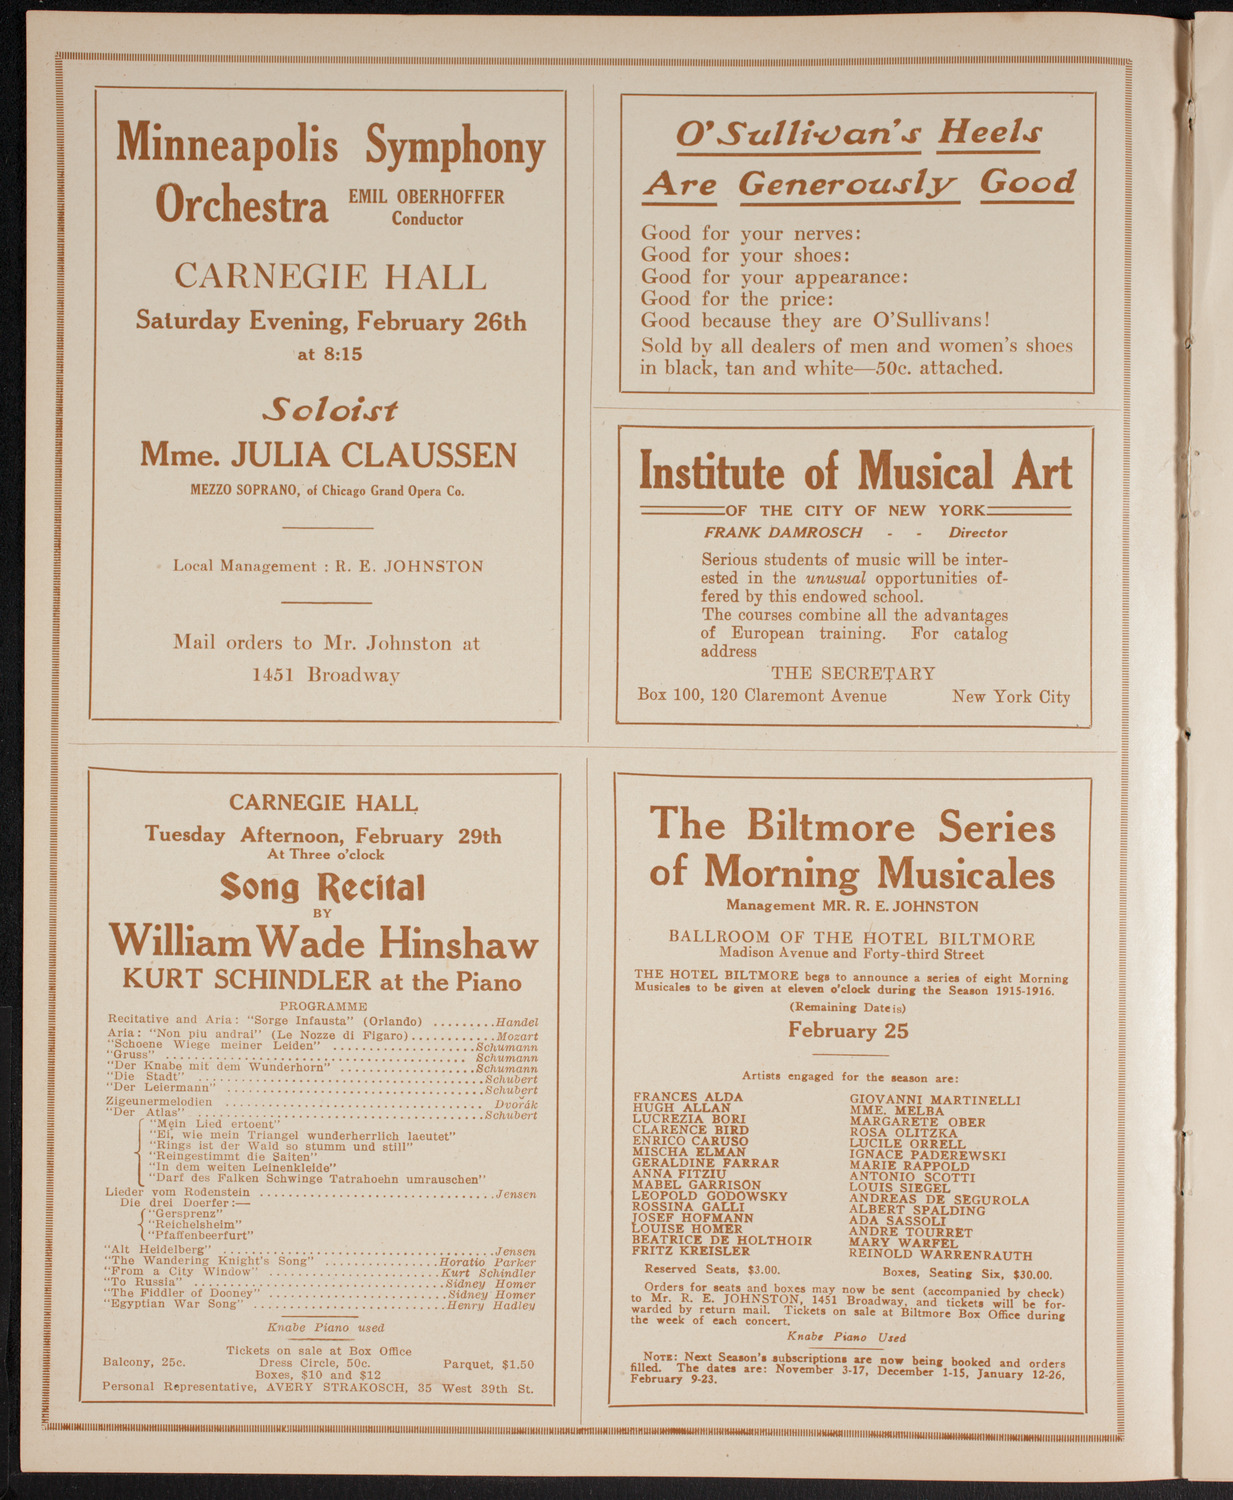 Minneapolis Symphony
Orchestra EMIL OBERHOFFER
Conductor
CARNEGIE HALL
Saturday Evening, February 26th
at 8:15
Soloist
Mme. JULIA CLAUSSEN
MEZZO SOPRANO, of Chicago Grand Opera Co.
Local Management : R. E. JOHNSTON
Mail orders to Mr. Johnston at
1451 Broadway
O'Sullivan's Heels
Are Generously Good
Good for your nerves:
Good for your shoes:
Good for your appearance:
Good for the price:
Good because they are O'Sullivans!
Sold by all dealers of men and women's shoes
in black, tan and white—50c. attached.
Institute of Musical Art
OF THE CITY OF NEW YORK
FRANK DAMROSCH - - Director
Serious students of music will be inter-
ested in the unusual opportunities of-
fered by this endowed school.
The courses combine all the advantages
of European training. For catalog
address
THE SECRETARY
Box 100, 120 Claremont Avenue New York City
CARNEGIE HALL
Tuesday Afternoon, February 29th
At Three o'clock
Song Recital
BY
William Wade Hinshaw
KURT SCHINDLER at the Piano
PROGRAMME
Recitative and Aria: "Sorge Infausta" (Orlando) .........Handel
Aria: "Non piu andrai" (Le Nozze di Figaro)............Mozart
"Schoene Wiege meiner Leiden" ....................Schumann
"Gruss" ......................................... Schumann
"Der Knabe mit dem Wunderhorn" ...................Schumann
"Die Stadt" .......................................Schubert
"Der Leiermann" ...................................Schubert
Zigeunermelodien .................................. Dvořák
"Der Atlas" .......................................Schubert
"Mein Lied ertoent"
"Ei, wie mein Triangel wunderherrlich laeutet"
"Rings ist der Wald so stumm und still"
"Reingestimmt die Saiten"
"In dem weiten Leinenkleide"
"Darf des Falken Schwinge Tatrahoehn umrauschen"
Lieder vom Rodenstein ................................Jensen
Die drei Doerfer:—
"Gersprenz"
"Reichelsheim"
"Pfaffenbeerfurt"
"Alt Heidelberg" .....................................Jensen
"The Wandering Knight's Song" ................Horatio Parker
"From a City Window" ........................Kurt Schindler
"To Russia" ...................................Sidney Homer
"The Fiddler of Dooney" .........................Sidney Homer
"Egyptian War Song" ...........................Henry Hadley
Knabe Piano used
Tickets on sale at Box Office
Balcony, 25c. Dress Circle, 50c. Parquet, $1.50
Boxes, $10 and $12
Personal Representative, AVERY STRAKOSCH, 35 West 39th St.
The Biltmore Series
of Morning Musicales
Management MR. R. E. JOHNSTON
BALLROOM OF THE HOTEL BILTMORE
Madison Avenue and Forty-third Street
THE HOTEL BILTMORE begs to announce a series of eight Morning
Musicales to be given at eleven o'clock during the Season 1915-1916.
(Remaining Date is)
February 25
Artists engaged for the season are:
FRANCES ALDA
HUGH ALLAN
LUCREZIA BORI
CLARENCE BIRD
ENRICO CARUSO
MISCHA ELMAN
GERALDINE FARRAR
ANNA FITZIU
MABEL GARRISON
LEOPOLD GODOWSKY
ROSSINA GALLI
JOSEF HOFMANN
LOUISE HOMER
BEATRICE DE HOLTHOIR
FRITZ KREISLER
GIOVANNI MARTINELLI
MME. MELBA
MARGARETE OBER
ROSA OLITZKA
LUCILE ORRELL
IGNACE PADEREWSKI
MARIE RAPPOLD
ANTONIO SCOTTI
LOUIS SIEGEL
ANDREAS DE SEGUROLA
ALBERT SPALDING
ADA SASSOLI
ANDRE TOURRET
MARY WARFEL
REINOLD WARRENRAUTH
Reserved Seats, $3.00. Boxes, Seating Six, $30.00.
Orders for seats and boxes may now be sent (accompanied by check)
to Mr. R. E. JOHNSTON, 1451 Broadway, and tickets will be for-
warded by return mail. Tickets on sale at Biltmore Box Office during
the week of each concert.
Knabe Piano Used
NOTE: Next Season's subscriptions are now being booked and orders
filled. The dates are: November 3-17, December 1-15, January 12-26,
February 9-23.